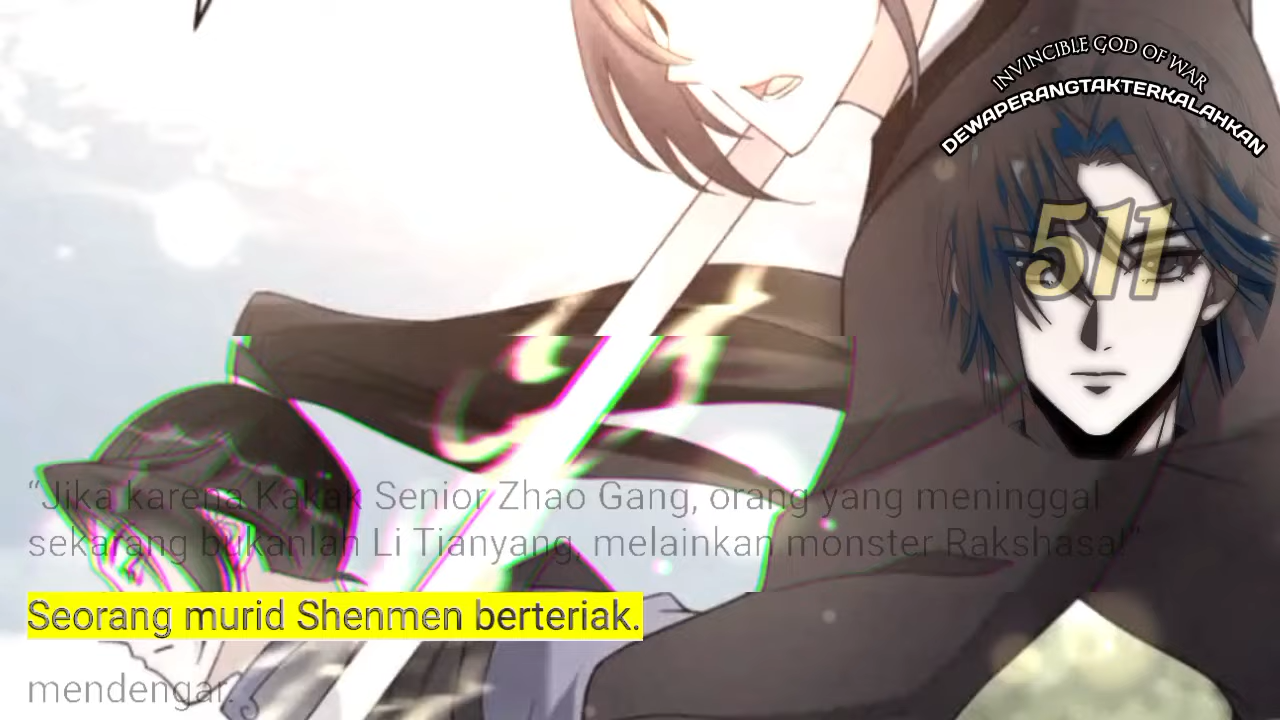 INVINCIBLE GOD OF WAR
DEWAPERANGTAKTERKALAHKAN
511
“Jika karena Kakak Senior Zhao Gang, orang yang meninggal
sekarang bukanlah Li Tianyang, melainkan monster Rakshasa!”
Seorang murid Shenmen berteriak.
mendengar.